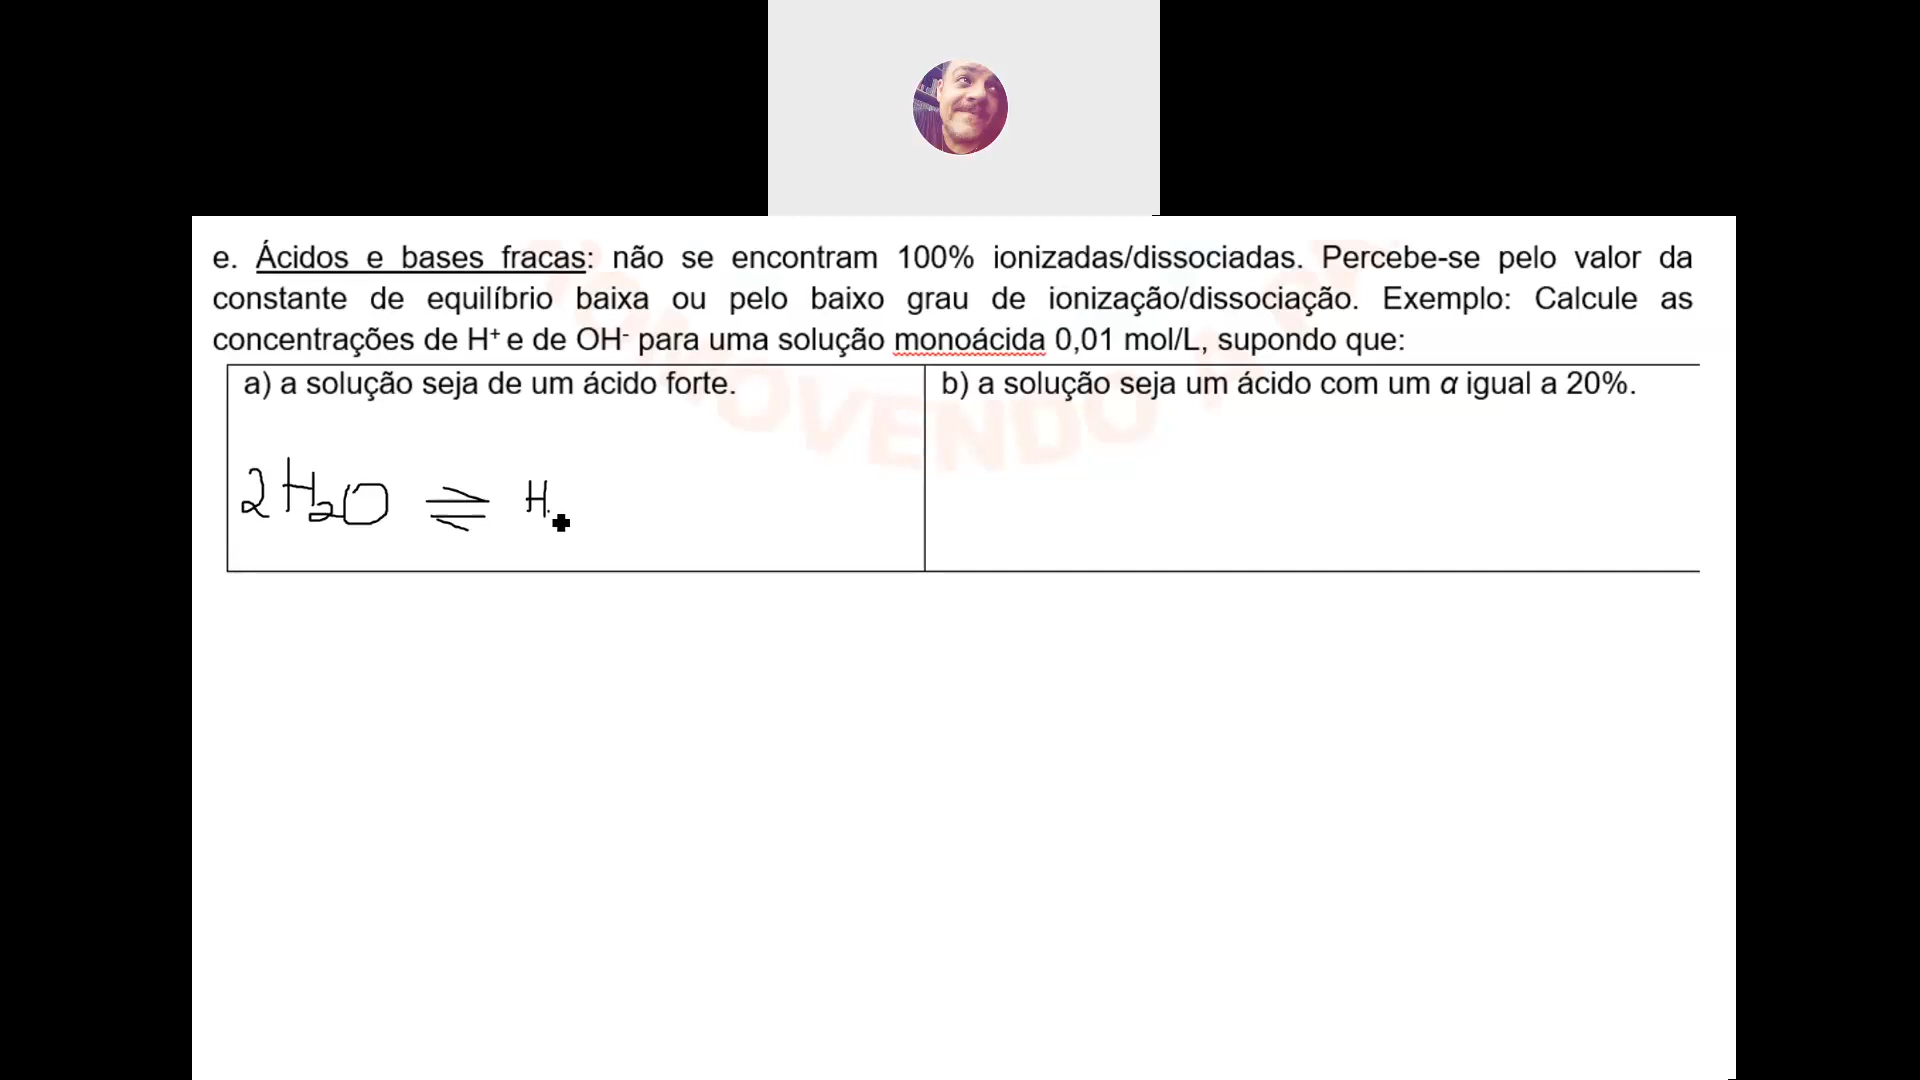 e. Ácidos e bases fracas: não se encontram 100% ionizadas/dissociadas. Percebe-se pelo valor da
constante de equilíbrio baixa ou pelo baixo grau de ionização/dissociação. Exemplo: Calcule as
concentrações de H⁺ e de OH⁻ para uma solução monoácida 0,01 mol/L, supondo que:
a) a solução seja de um ácido forte.
b) a solução seja um ácido com um α igual a 20%.
2H₂O ⇌ H